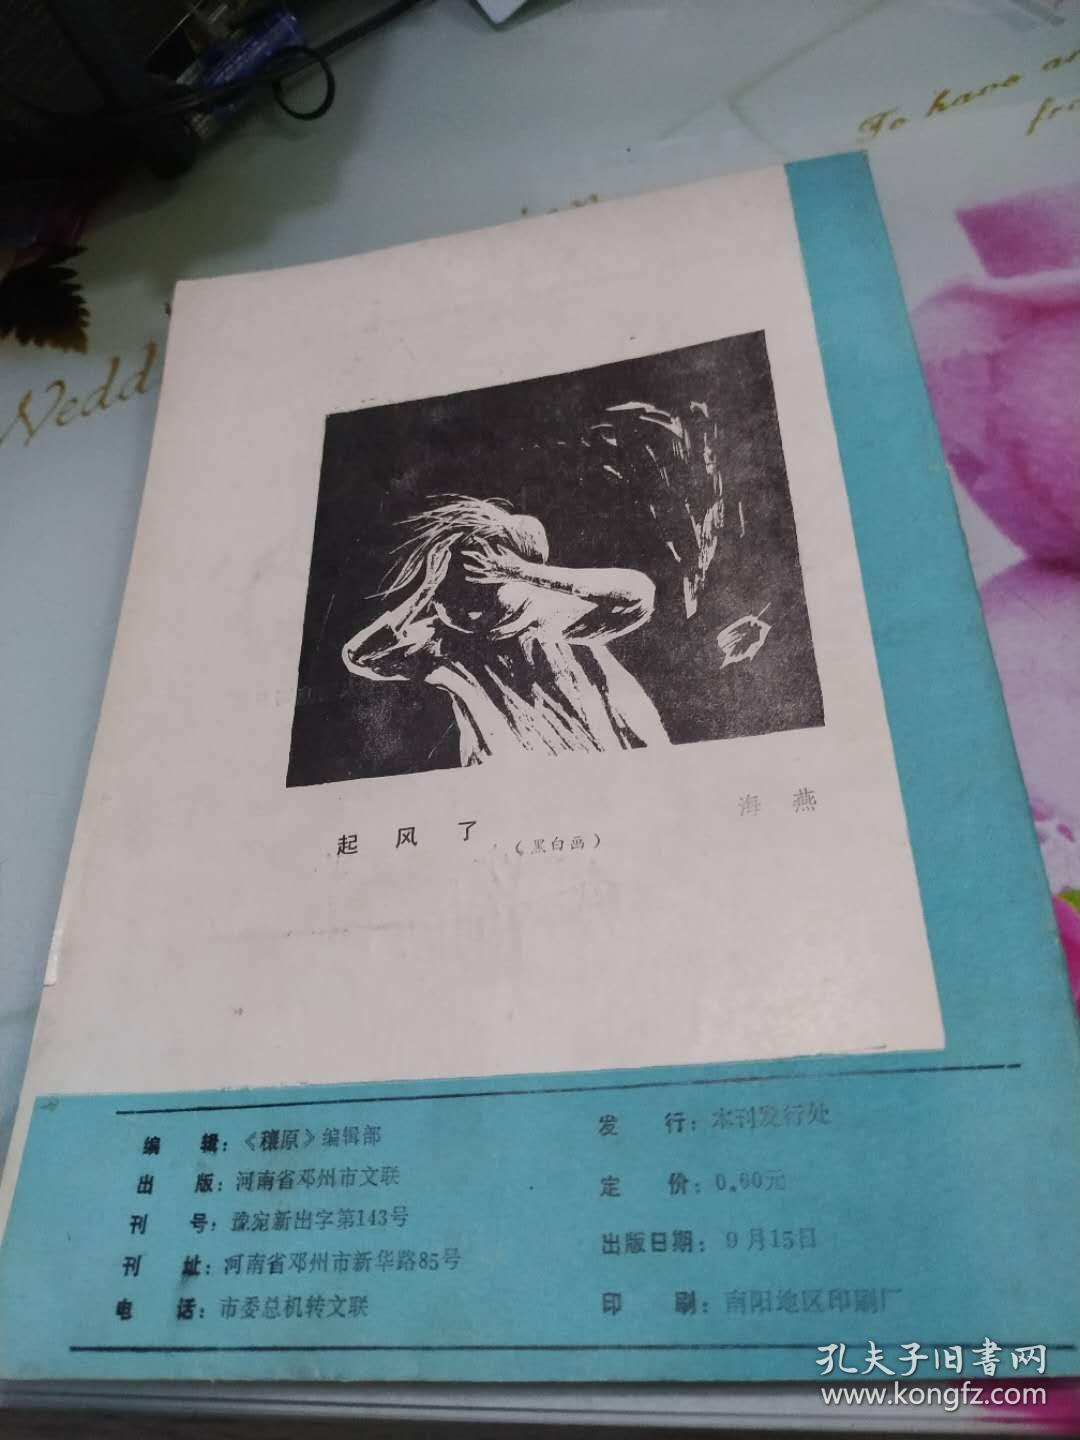 To have an
Wedd
海 燕
起 风 了 (黑白画)
编 辑：《穰原》编辑部
出 版：河南省邓州市文联
刊 号：豫宛新出字第143号
刊 址：河南省邓州市新华路85号
电 话：市委总机转文联
发 行：本刊发行处
定 价：0.60元
出版日期：9月15日
印 刷：南阳地区印刷厂
孔夫子旧書网
www.kongfz.com